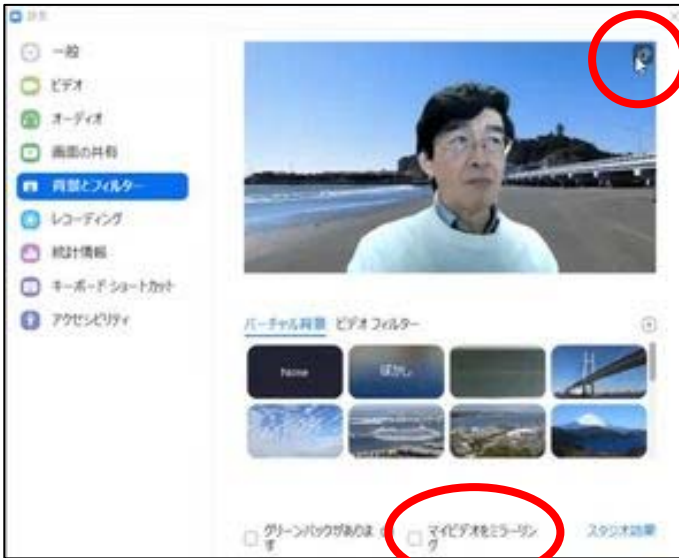 設定
一般
ビデオ
オーディオ
画面の共有
背景とフィルター
レコーディング
統計情報
キーボード ショートカット
アクセシビリティ
バーチャル背景 ビデオ フィルター
None
ぼかし
グリーンバックがありま
す
マイビデオをミラーリン
グ
スタジオ効果